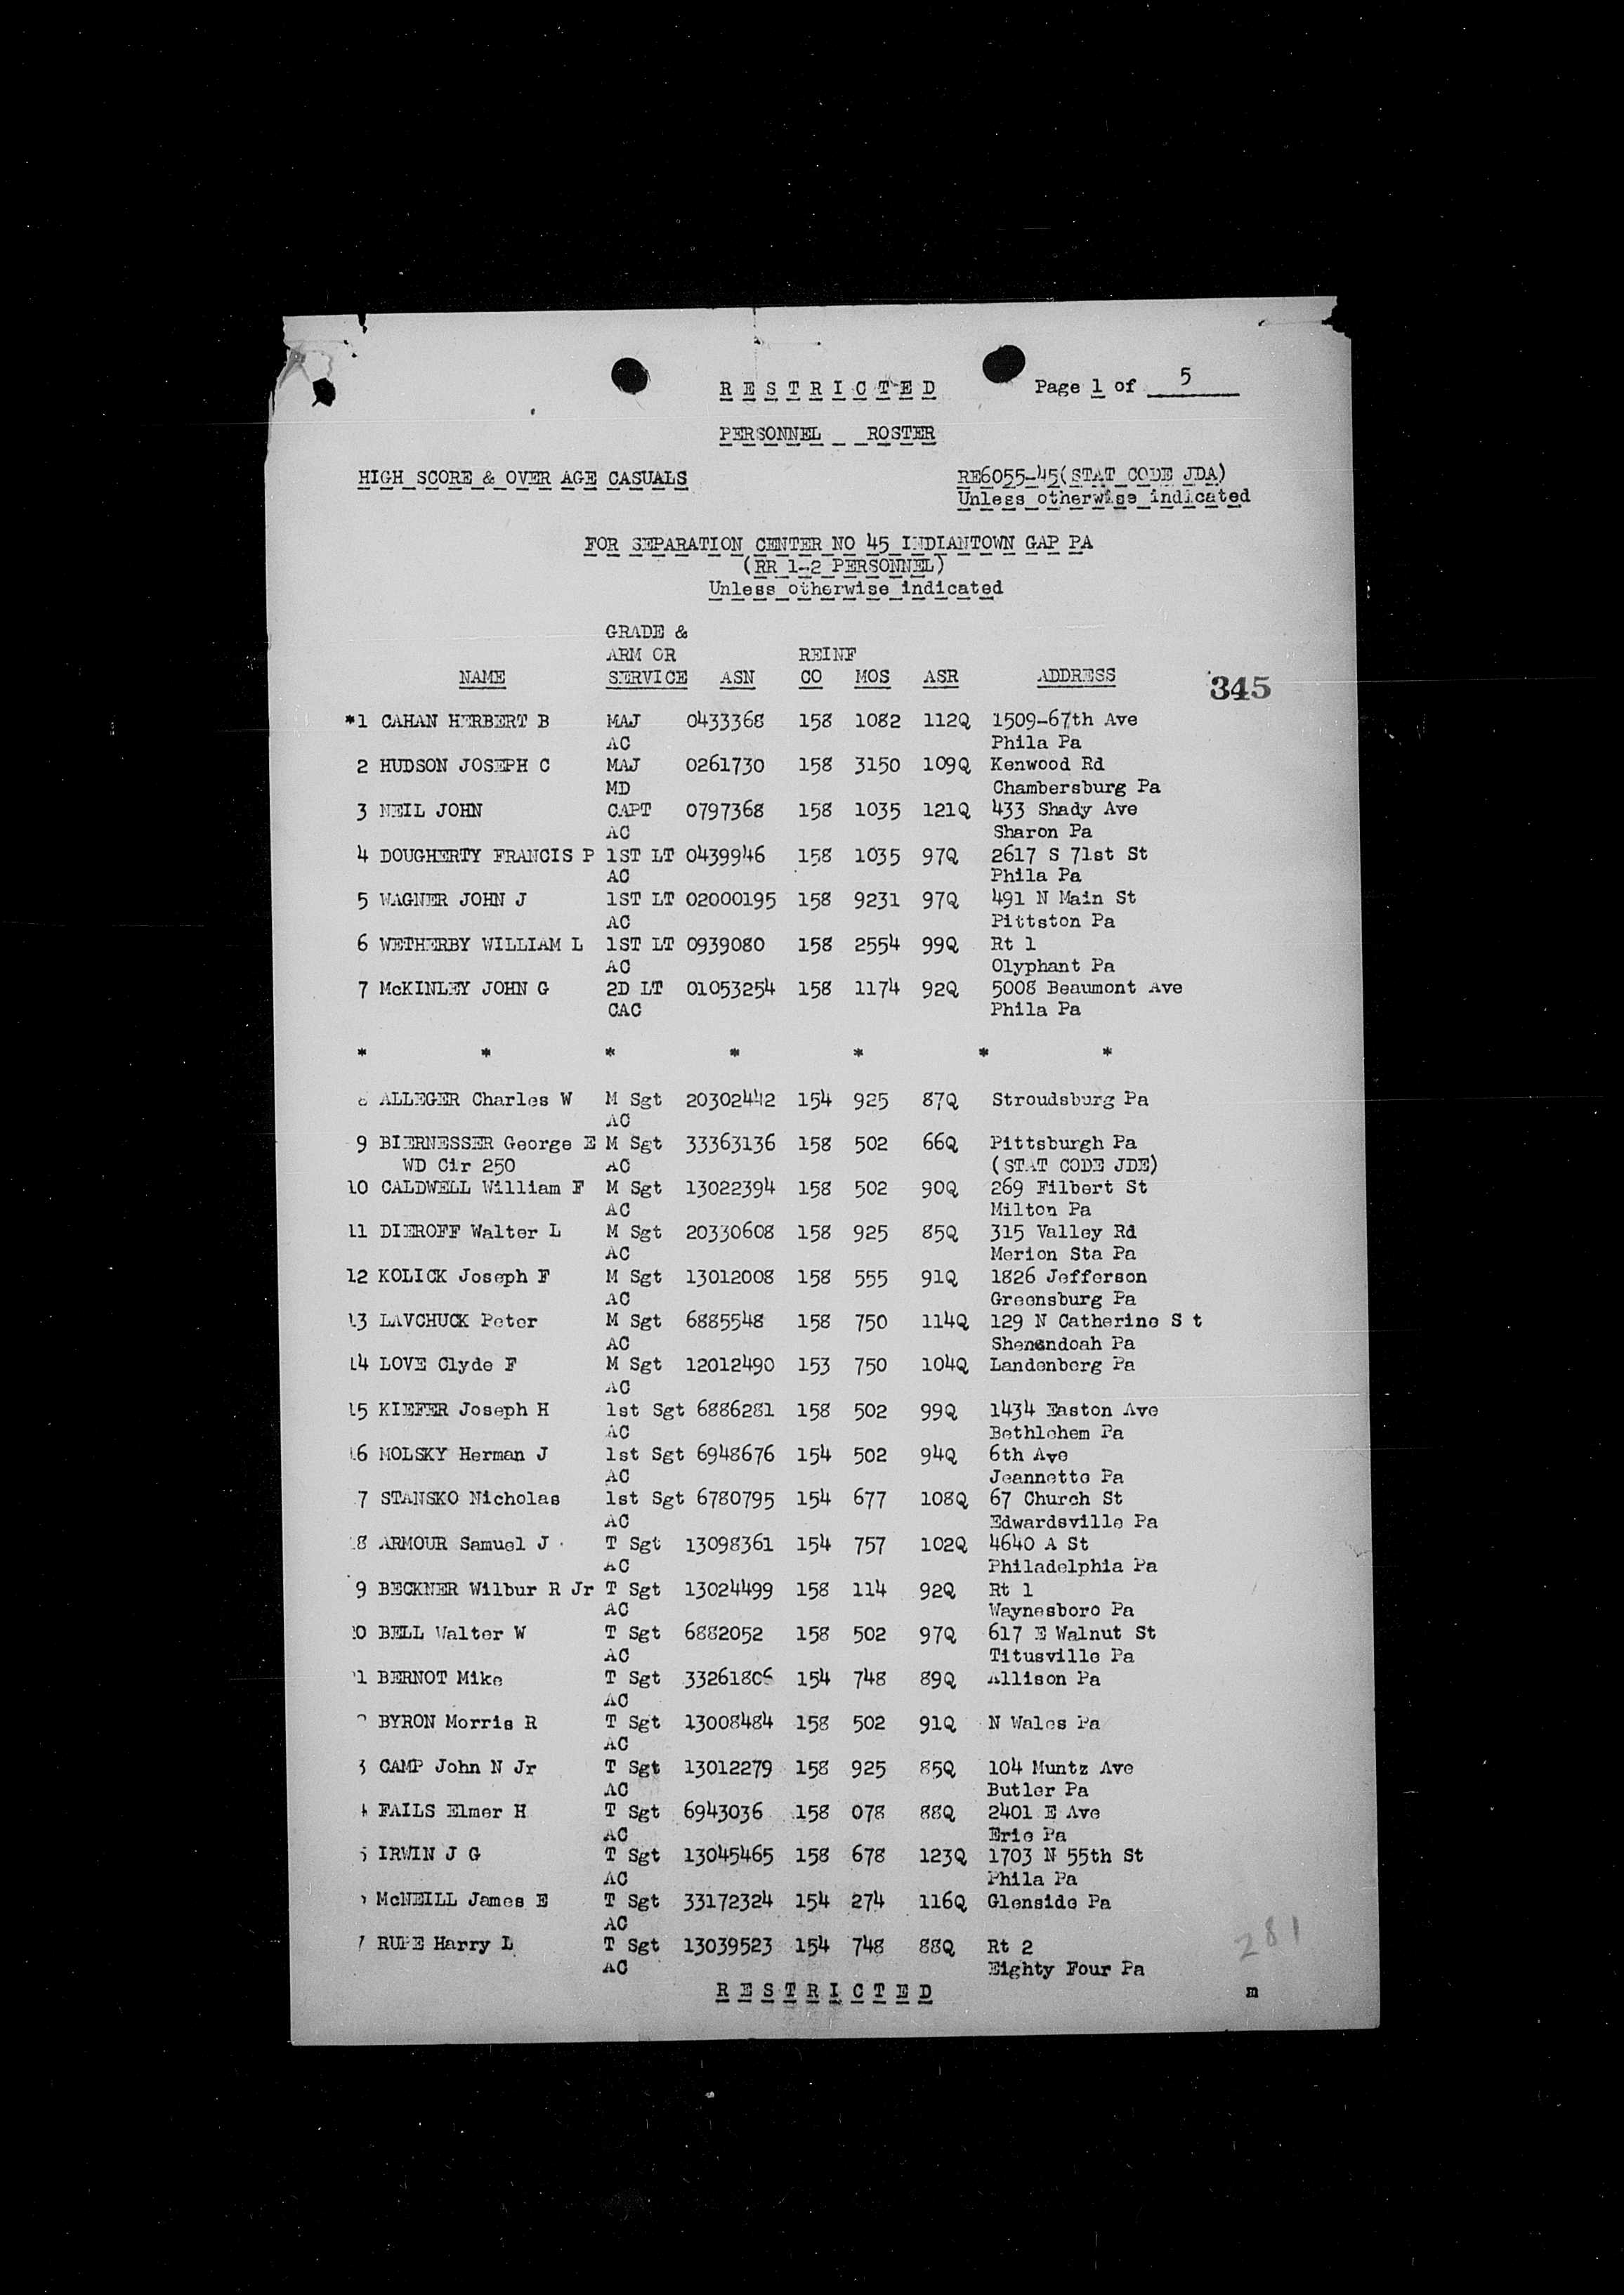 RESTRICTED Page 1 of 5
PERSONNEL ROSTER
HIGH SCORE & OVER AGE CASUALS RE6055-45(STAT CODE JDA)
Unless otherwise indicated
FOR SEPARATION CENTER NO 45 INDIANTOWN GAP PA
(RR 1-2 PERSONNEL)
Unless otherwise indicated
GRADE &
ARM OR REINF
NAME SERVICE ASN CO MOS ASR ADDRESS 345
*1 CAHAN HERBERT B MAJ 0433368 158 1082 112Q 1509-67th Ave
AC Phila Pa
2 HUDSON JOSEPH C MAJ 0261730 158 3150 109Q Kenwood Rd
MD Chambersburg Pa
3 NEIL JOHN CAPT 0797368 158 1035 121Q 433 Shady Ave
AC Sharon Pa
4 DOUGHERTY FRANCIS P 1ST LT 0439946 158 1035 97Q 2617 S 71st St
AC Phila Pa
5 WAGNER JOHN J 1ST LT 02000195 158 9231 97Q 491 N Main St
AC Pittston Pa
6 WETHERBY WILLIAM L 1ST LT 0939080 158 2554 99Q Rt 1
AC Olyphant Pa
7 McKINLEY JOHN G 2D LT 01053254 158 1174 92Q 5008 Beaumont Ave
CAC Phila Pa
* * * * * * *
8 ALLEGER Charles W M Sgt 20302442 154 925 87Q Stroudsburg Pa
AC
9 BIERNESSER George E M Sgt 33363136 158 502 66Q Pittsburgh Pa
WD Cir 250 AC (STAT CODE JDE)
10 CALDWELL William F M Sgt 13022394 158 502 90Q 269 Filbert St
AC Milton Pa
11 DIEROFF Walter L M Sgt 20330608 158 925 85Q 315 Valley Rd
AC Merion Sta Pa
12 KOLICK Joseph F M Sgt 13012008 158 555 91Q 1826 Jefferson
AC Greensburg Pa
13 LAVCHUCK Peter M Sgt 6885548 158 750 114Q 129 N Catherine S t
AC Shenandoah Pa
14 LOVE Clyde F M Sgt 12012490 153 750 104Q Landenberg Pa
AC
15 KIEFER Joseph H 1st Sgt 6886281 158 502 99Q 1434 Easton Ave
AC Bethlehem Pa
16 MOLSKY Herman J 1st Sgt 6948676 154 502 94Q 6th Ave
AC Jeannette Pa
7 STANSKO Nicholas 1st Sgt 6780795 154 677 108Q 67 Church St
AC Edwardsville Pa
18 ARMOUR Samuel J T Sgt 13098361 154 757 102Q 4640 A St
AC Philadelphia Pa
9 BECKNER Wilbur R Jr T Sgt 13024499 158 114 92Q Rt 1
AC Waynesboro Pa
20 BELL Walter W T Sgt 6882052 158 502 97Q 617 E Walnut St
AC Titusville Pa
1 BERNOT Mike T Sgt 154 748 89Q Allison Pa
AC
BYRON Morris R T Sgt 13008484 158 502 91Q N Wales Pa
AC
3 CAMP John N Jr T Sgt 13012279 158 925 85Q 104 Muntz Ave
AC Butler Pa
4 FAILS Elmer H T Sgt 6943036 158 078 88Q 2401 E Ave
AC Erie Pa
5 IRWIN J G T Sgt 13045465 158 678 123Q 1703 N 55th St
AC Phila Pa
McNEILL James E T Sgt 33172324 154 274 116Q Glenside Pa
AC
7 RUPE Harry L T Sgt 13039523 154 748 88Q Rt 2
AC Eighty Four Pa
281
RESTRICTED m